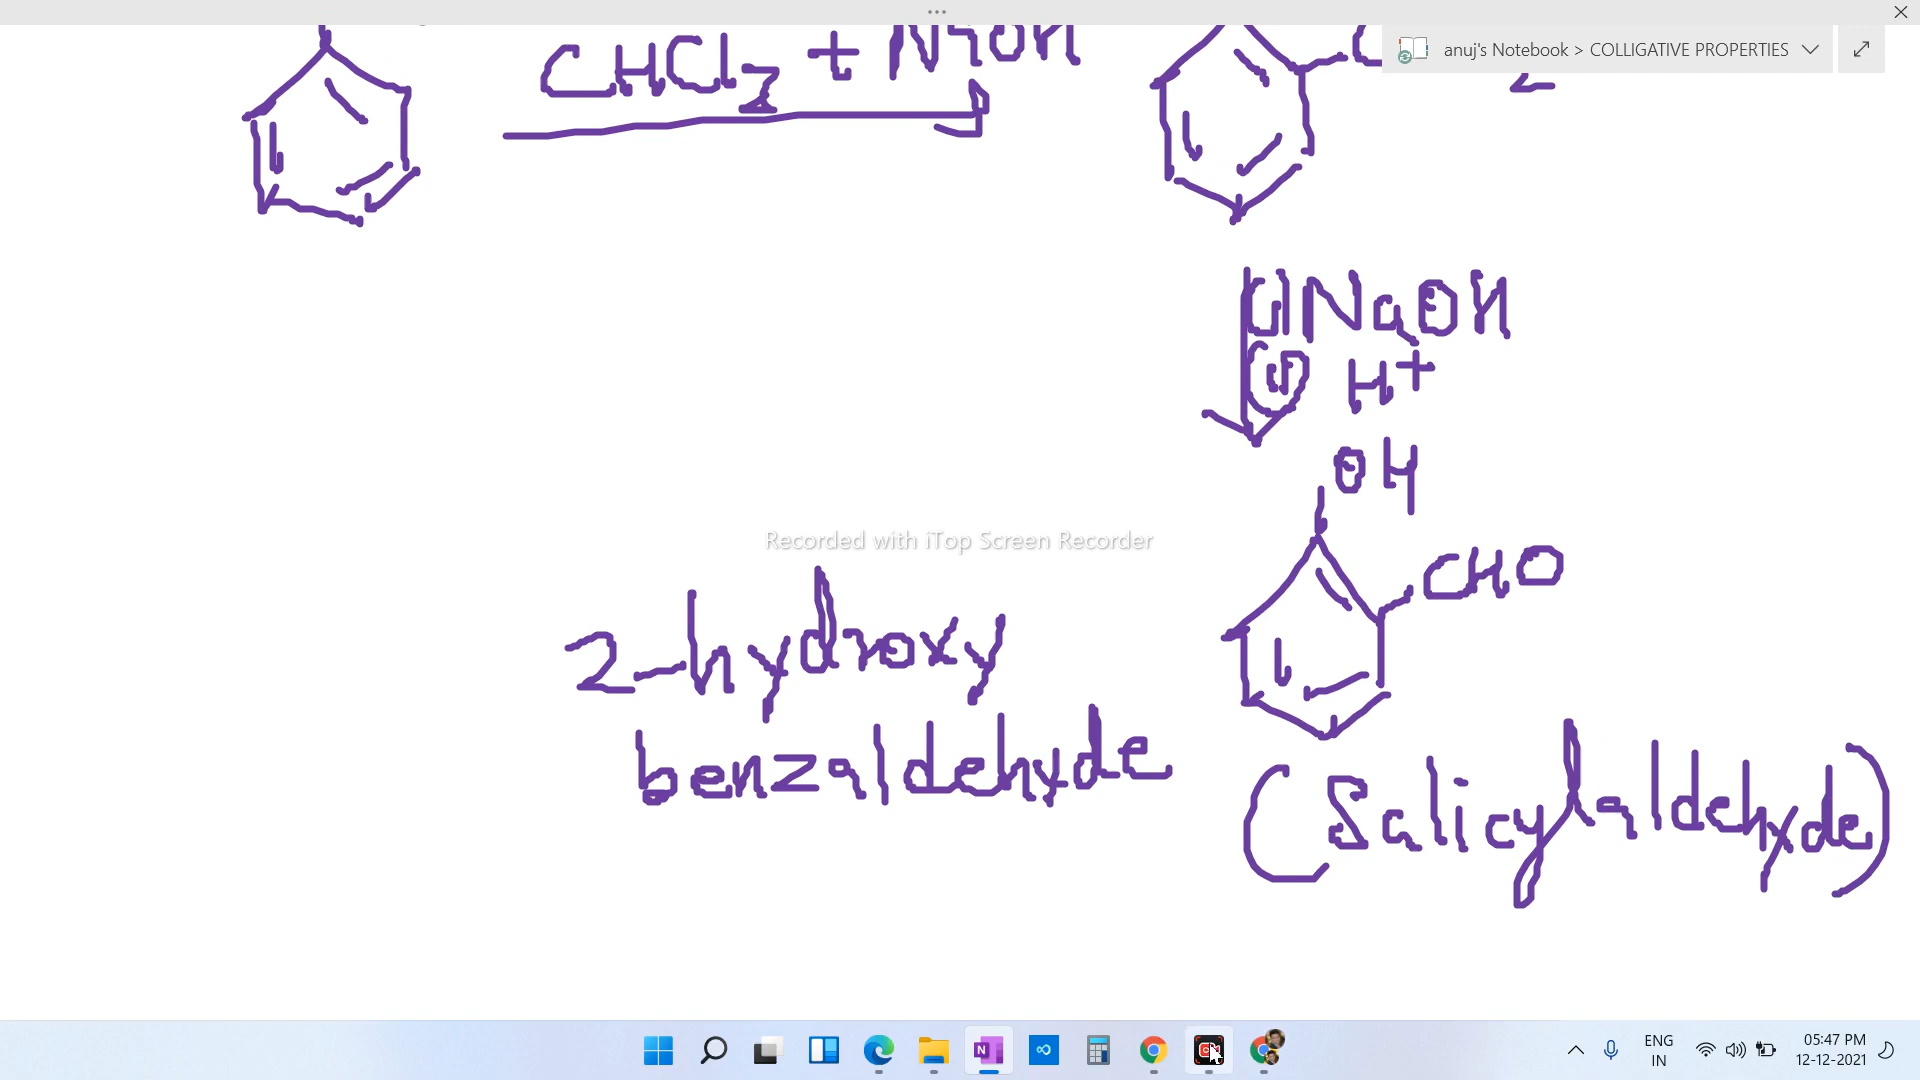 anuj's Notebook > COLLIGATIVE PROPERTIES
CHCl3 + NaOH
2
(i) NaOH
(ii) H+
OH
CHO
Recorded with iTop Screen Recorder
2-hydroxy
benzaldehyde
(Salicylaldehyde)
ENG
IN
05:47 PM
12-12-2021